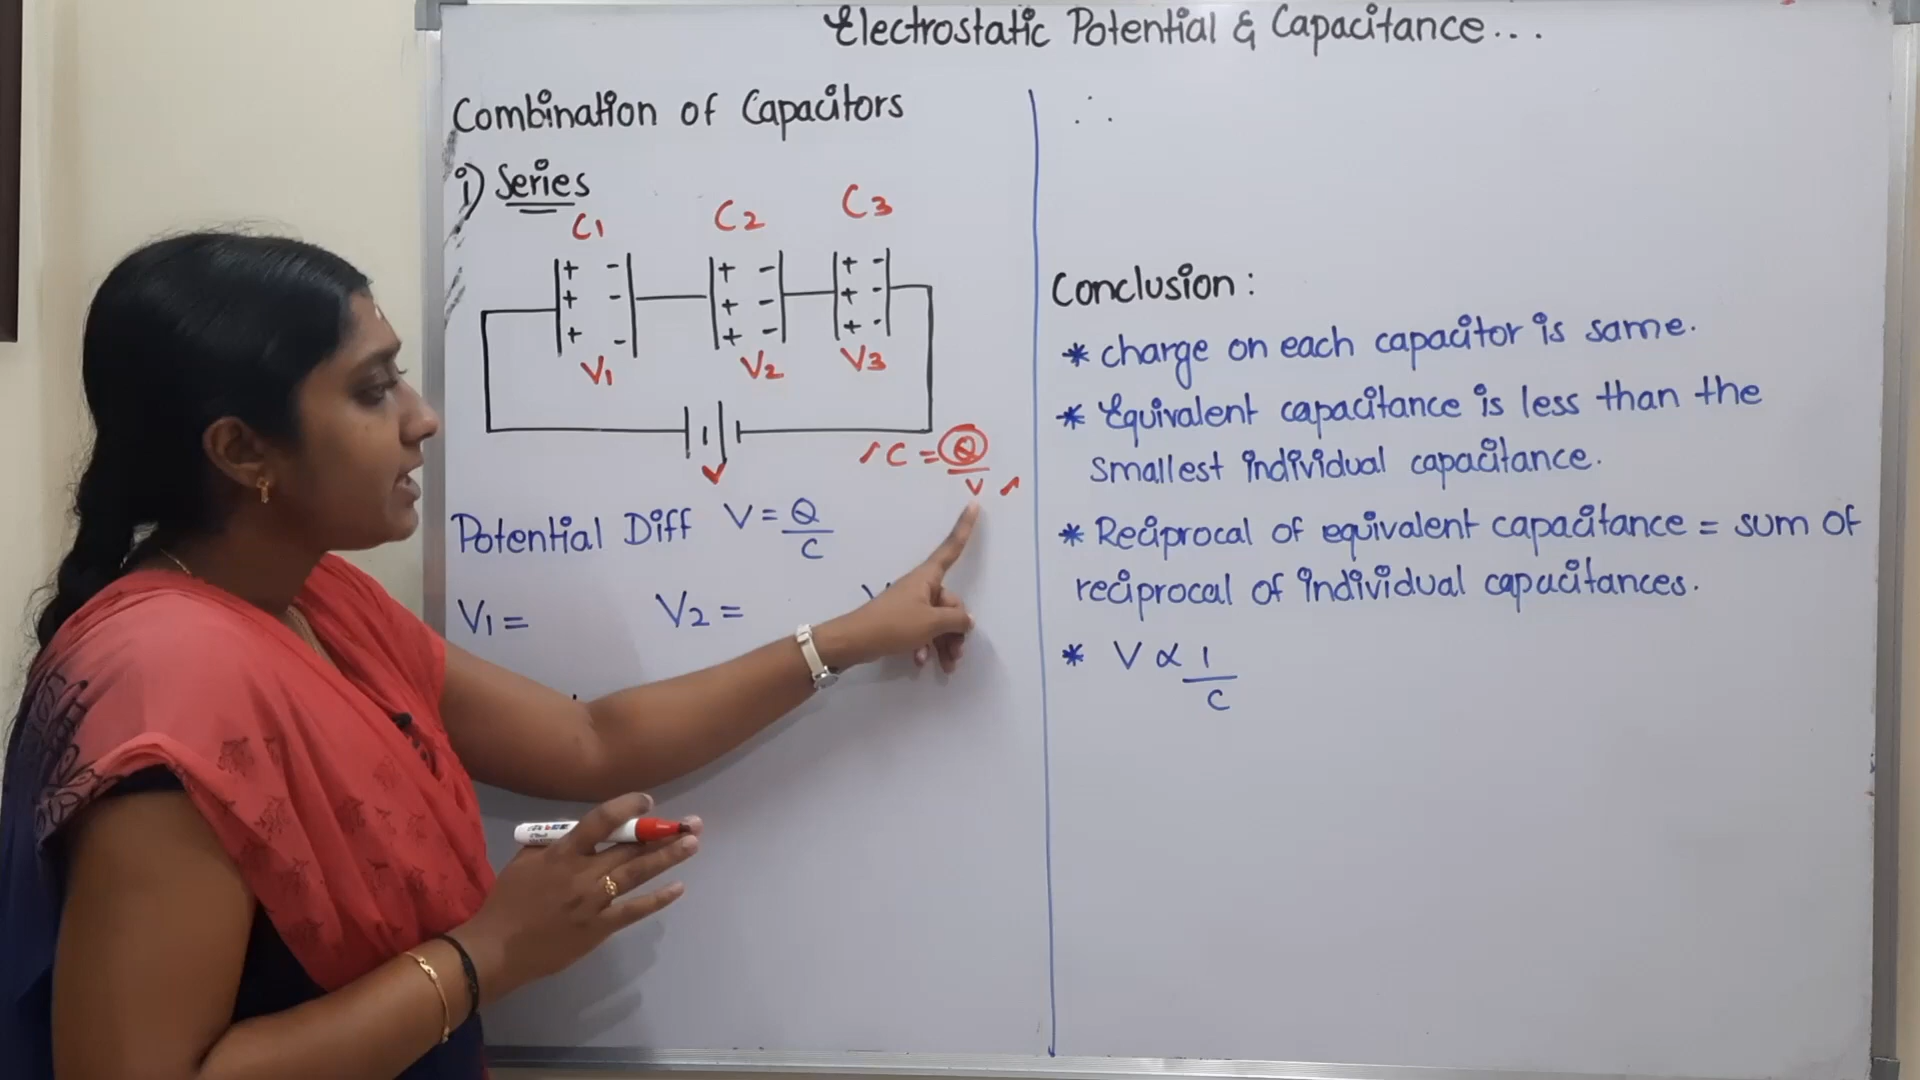 Electrostatic Potential & Capacitance...
Combination of Capacitors
i) Series
C1 C2 C3
+ - + - + -
+ - + - + -
+ - + - + -
V1 V2 V3
C = Q
V
Potential Diff V = Q
C
V1 = V2 = V
∴
Conclusion :
* charge on each capacitor is same.
* Equivalent capacitance is less than the
smallest individual capacitance.
* Reciprocal of equivalent capacitance = sum of
reciprocal of individual capacitances.
* V ∝ 1
C